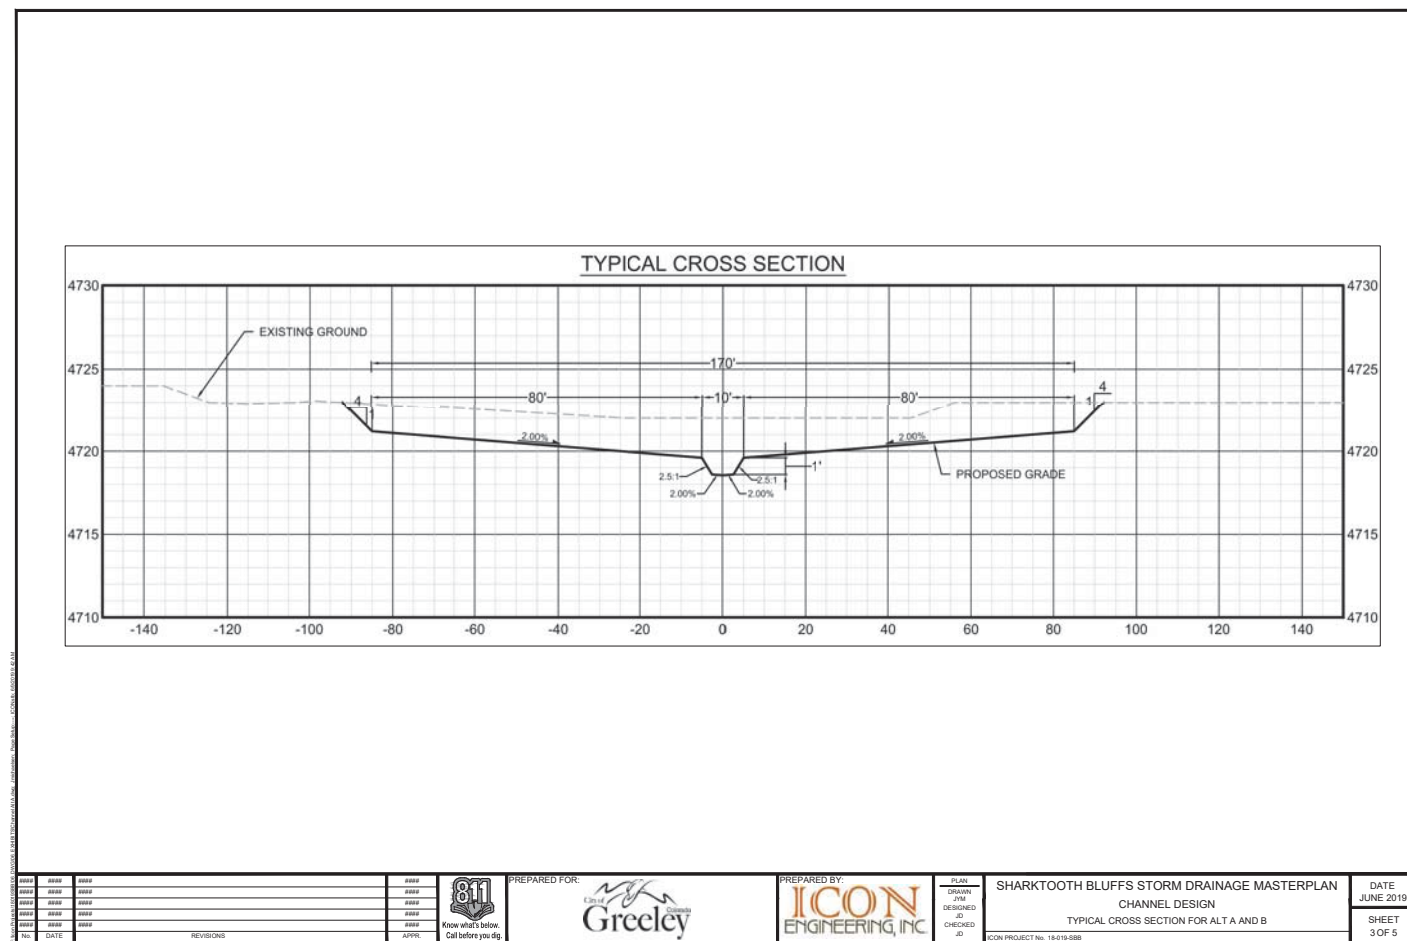 TYPICAL CROSS SECTION
4730 4730
EXISTING GROUND
4725 170' 4725
80' 10' 80'
4 1 4 1
2.00% 2.00%
4720 4720
1'
2.5:1 2.5:1
PROPOSED GRADE
2.00% 2.00%
4715 4715
4710 4710
-140 -120 -100 -80 -60 -40 -20 0 20 40 60 80 100 120 140
#### #### #### ####
#### #### #### ####
#### #### #### ####
#### #### #### ####
#### #### #### ####
No. DATE REVISIONS APPR.
811
Know what's below.
Call before you dig.
PREPARED FOR:
City of
Greeley
Colorado
PREPARED BY:
ICON
ENGINEERING, INC.
PLAN
DRAWN
JYM
DESIGNED
JD
CHECKED
JD
SHARKTOOTH BLUFFS STORM DRAINAGE MASTERPLAN
CHANNEL DESIGN
TYPICAL CROSS SECTION FOR ALT A AND B
ICON PROJECT No. 18-019-SBB
DATE
JUNE 2019
SHEET
3 OF 5